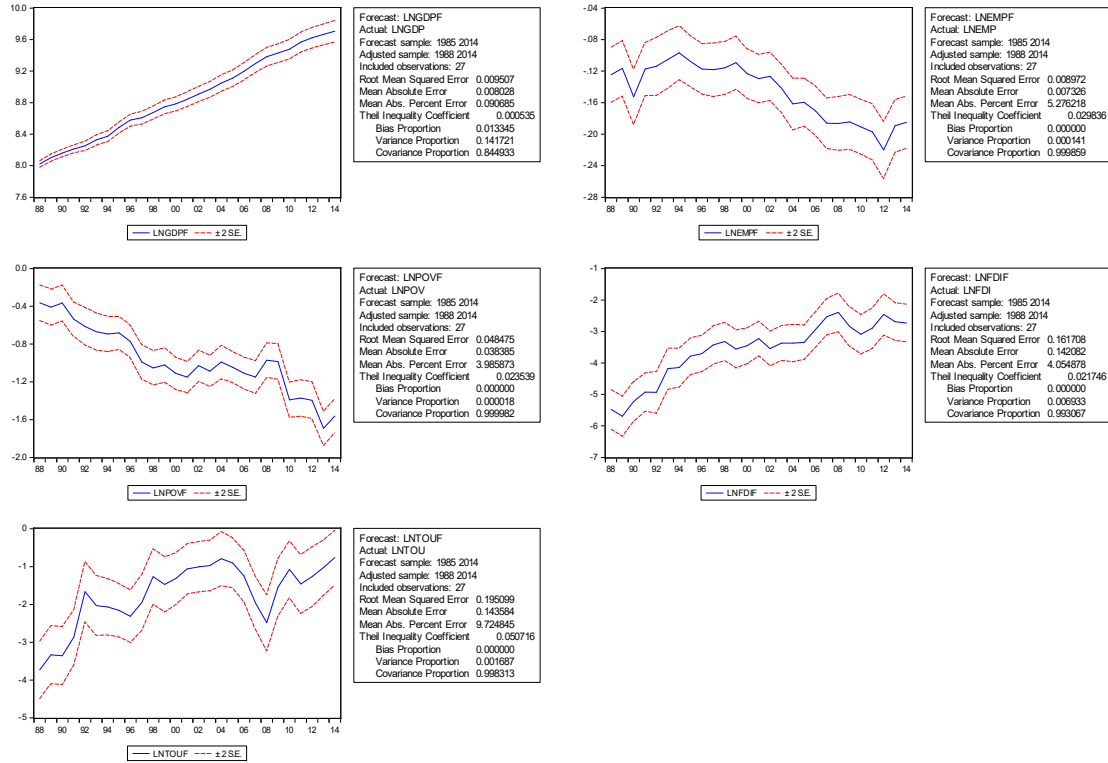 10.0
9.6
9.2
8.8
8.4
8.0
7.6
88 90 92 94 96 98 00 02 04 06 08 10 12 14
LNGDPF ± 2 S.E.
Forecast: LNGDPF
Actual: LNGDP
Forecast sample: 1985 2014
Adjusted sample: 1988 2014
Included observations: 27
Root Mean Squared Error 0.009507
Mean Absolute Error 0.008028
Mean Abs. Percent Error 0.090685
Theil Inequality Coefficient 0.000535
Bias Proportion 0.013345
Variance Proportion 0.141721
Covariance Proportion 0.844933
-.04
-.08
-.12
-.16
-.20
-.24
-.28
88 90 92 94 96 98 00 02 04 06 08 10 12 14
LNEMPF ± 2 S.E.
Forecast: LNEMPF
Actual: LNEMP
Forecast sample: 1985 2014
Adjusted sample: 1988 2014
Included observations: 27
Root Mean Squared Error 0.008972
Mean Absolute Error 0.007326
Mean Abs. Percent Error 5.276218
Theil Inequality Coefficient 0.029836
Bias Proportion 0.000000
Variance Proportion 0.000141
Covariance Proportion 0.999859
0.0
-0.4
-0.8
-1.2
-1.6
-2.0
88 90 92 94 96 98 00 02 04 06 08 10 12 14
LNPOVF ± 2 S.E.
Forecast: LNPOVF
Actual: LNPOV
Forecast sample: 1985 2014
Adjusted sample: 1988 2014
Included observations: 27
Root Mean Squared Error 0.048475
Mean Absolute Error 0.038385
Mean Abs. Percent Error 3.985873
Theil Inequality Coefficient 0.023539
Bias Proportion 0.000000
Variance Proportion 0.000018
Covariance Proportion 0.999982
-1
-2
-3
-4
-5
-6
-7
88 90 92 94 96 98 00 02 04 06 08 10 12 14
LNFDIF ± 2 S.E.
Forecast: LNFDIF
Actual: LNFDI
Forecast sample: 1985 2014
Adjusted sample: 1988 2014
Included observations: 27
Root Mean Squared Error 0.161708
Mean Absolute Error 0.142082
Mean Abs. Percent Error 4.054878
Theil Inequality Coefficient 0.021746
Bias Proportion 0.000000
Variance Proportion 0.006933
Covariance Proportion 0.993067
0
-1
-2
-3
-4
-5
88 90 92 94 96 98 00 02 04 06 08 10 12 14
LNTOUF ± 2 S.E.
Forecast: LNTOUF
Actual: LNTOU
Forecast sample: 1985 2014
Adjusted sample: 1988 2014
Included observations: 27
Root Mean Squared Error 0.195099
Mean Absolute Error 0.143584
Mean Abs. Percent Error 9.724845
Theil Inequality Coefficient 0.050716
Bias Proportion 0.000000
Variance Proportion 0.001687
Covariance Proportion 0.998313